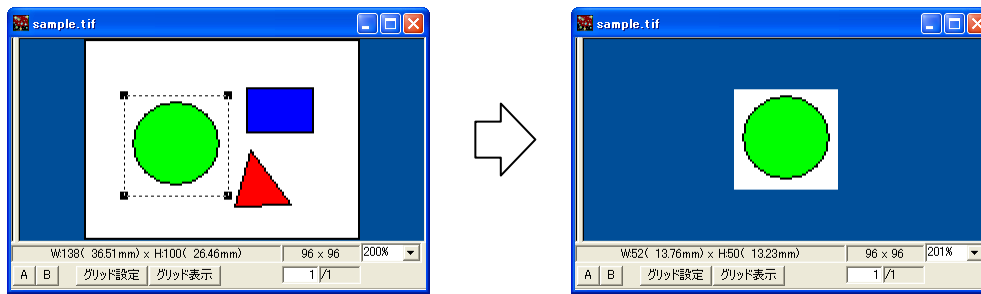 sample.tif
W:138( 36.51mm) x H:100( 26.46mm) 96 x 96 200%
A B グリッド設定 グリッド表示 1 /1
sample.tif
W:52( 13.76mm) x H:50( 13.23mm) 96 x 96 201%
A B グリッド設定 グリッド表示 1 /1